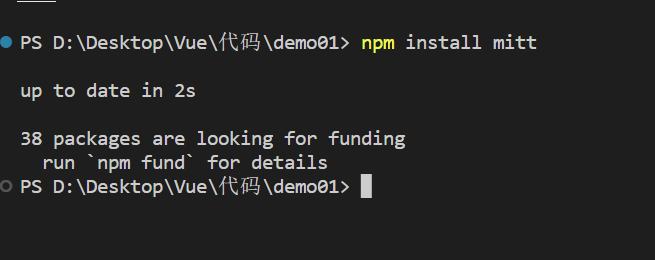 PS D:\Desktop\Vue\代码\demo01> npm install mitt
up to date in 2s
38 packages are looking for funding
run `npm fund` for details
PS D:\Desktop\Vue\代码\demo01>